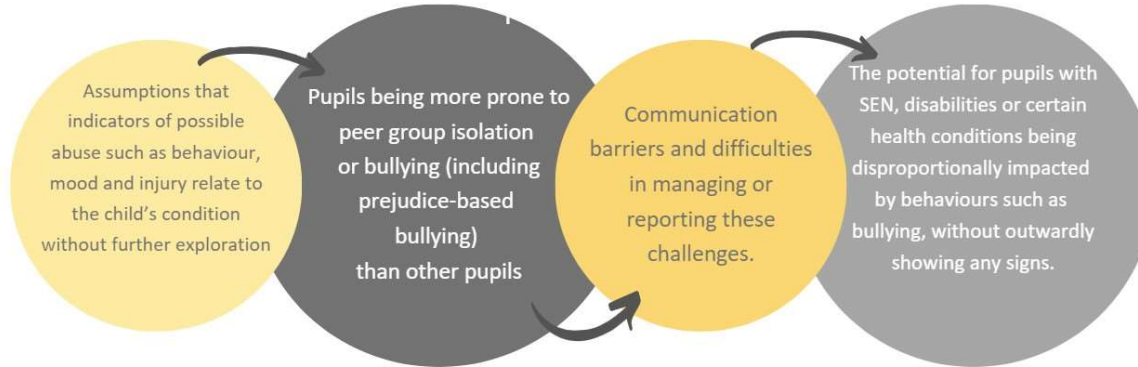 Assumptions that
indicators of possible
abuse such as behaviour,
mood and injury relate to
the child's condition
without further exploration
Pupils being more prone to
peer group isolation
or bullying (including
prejudice-based
bullying)
than other pupils
Communication
barriers and difficulties
in managing or
reporting these
challenges.
The potential for pupils with
SEN, disabilities or certain
health conditions being
disproportionally impacted
by behaviours such as
bullying, without outwardly
showing any signs.